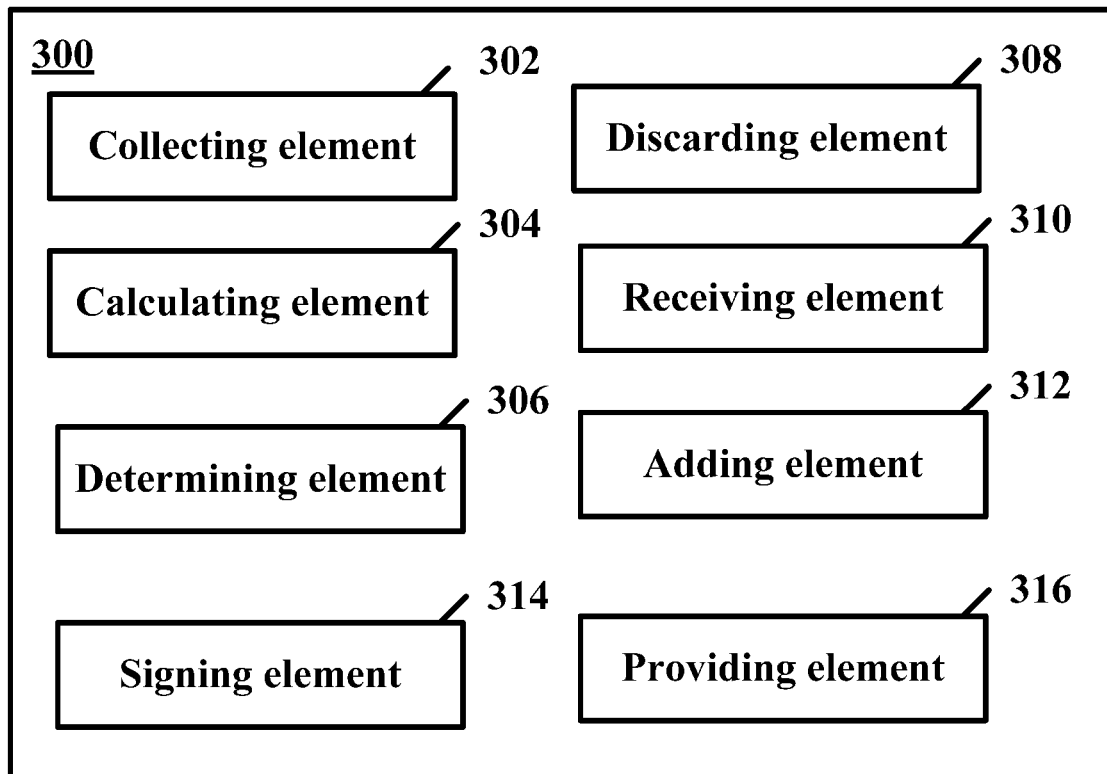 300
302
Collecting element
308
Discarding element
304
Calculating element
310
Receiving element
306
Determining element
312
Adding element
314
Signing element
316
Providing element